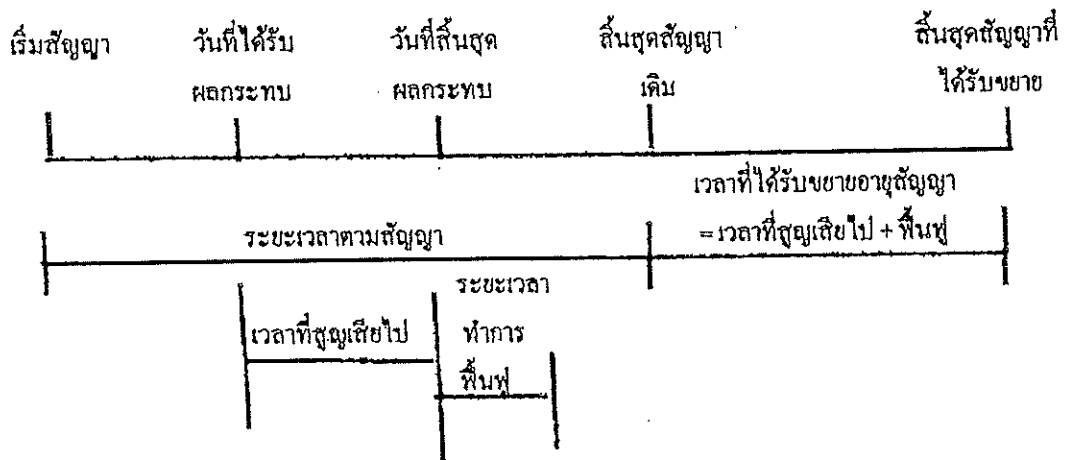 เริ่มสัญญา
วันที่ได้รับ
ผลกระทบ
วันที่สิ้นสุด
ผลกระทบ
สิ้นสุดสัญญา
เดิม
สิ้นสุดสัญญาที่
ได้รับขยาย
เวลาที่ได้รับขยายอายุสัญญา
= เวลาที่สูญเสียไป + ฟื้นฟู
ระยะเวลาตามสัญญา
ระยะเวลา
ทำการ
ฟื้นฟู
เวลาที่สูญเสียไป